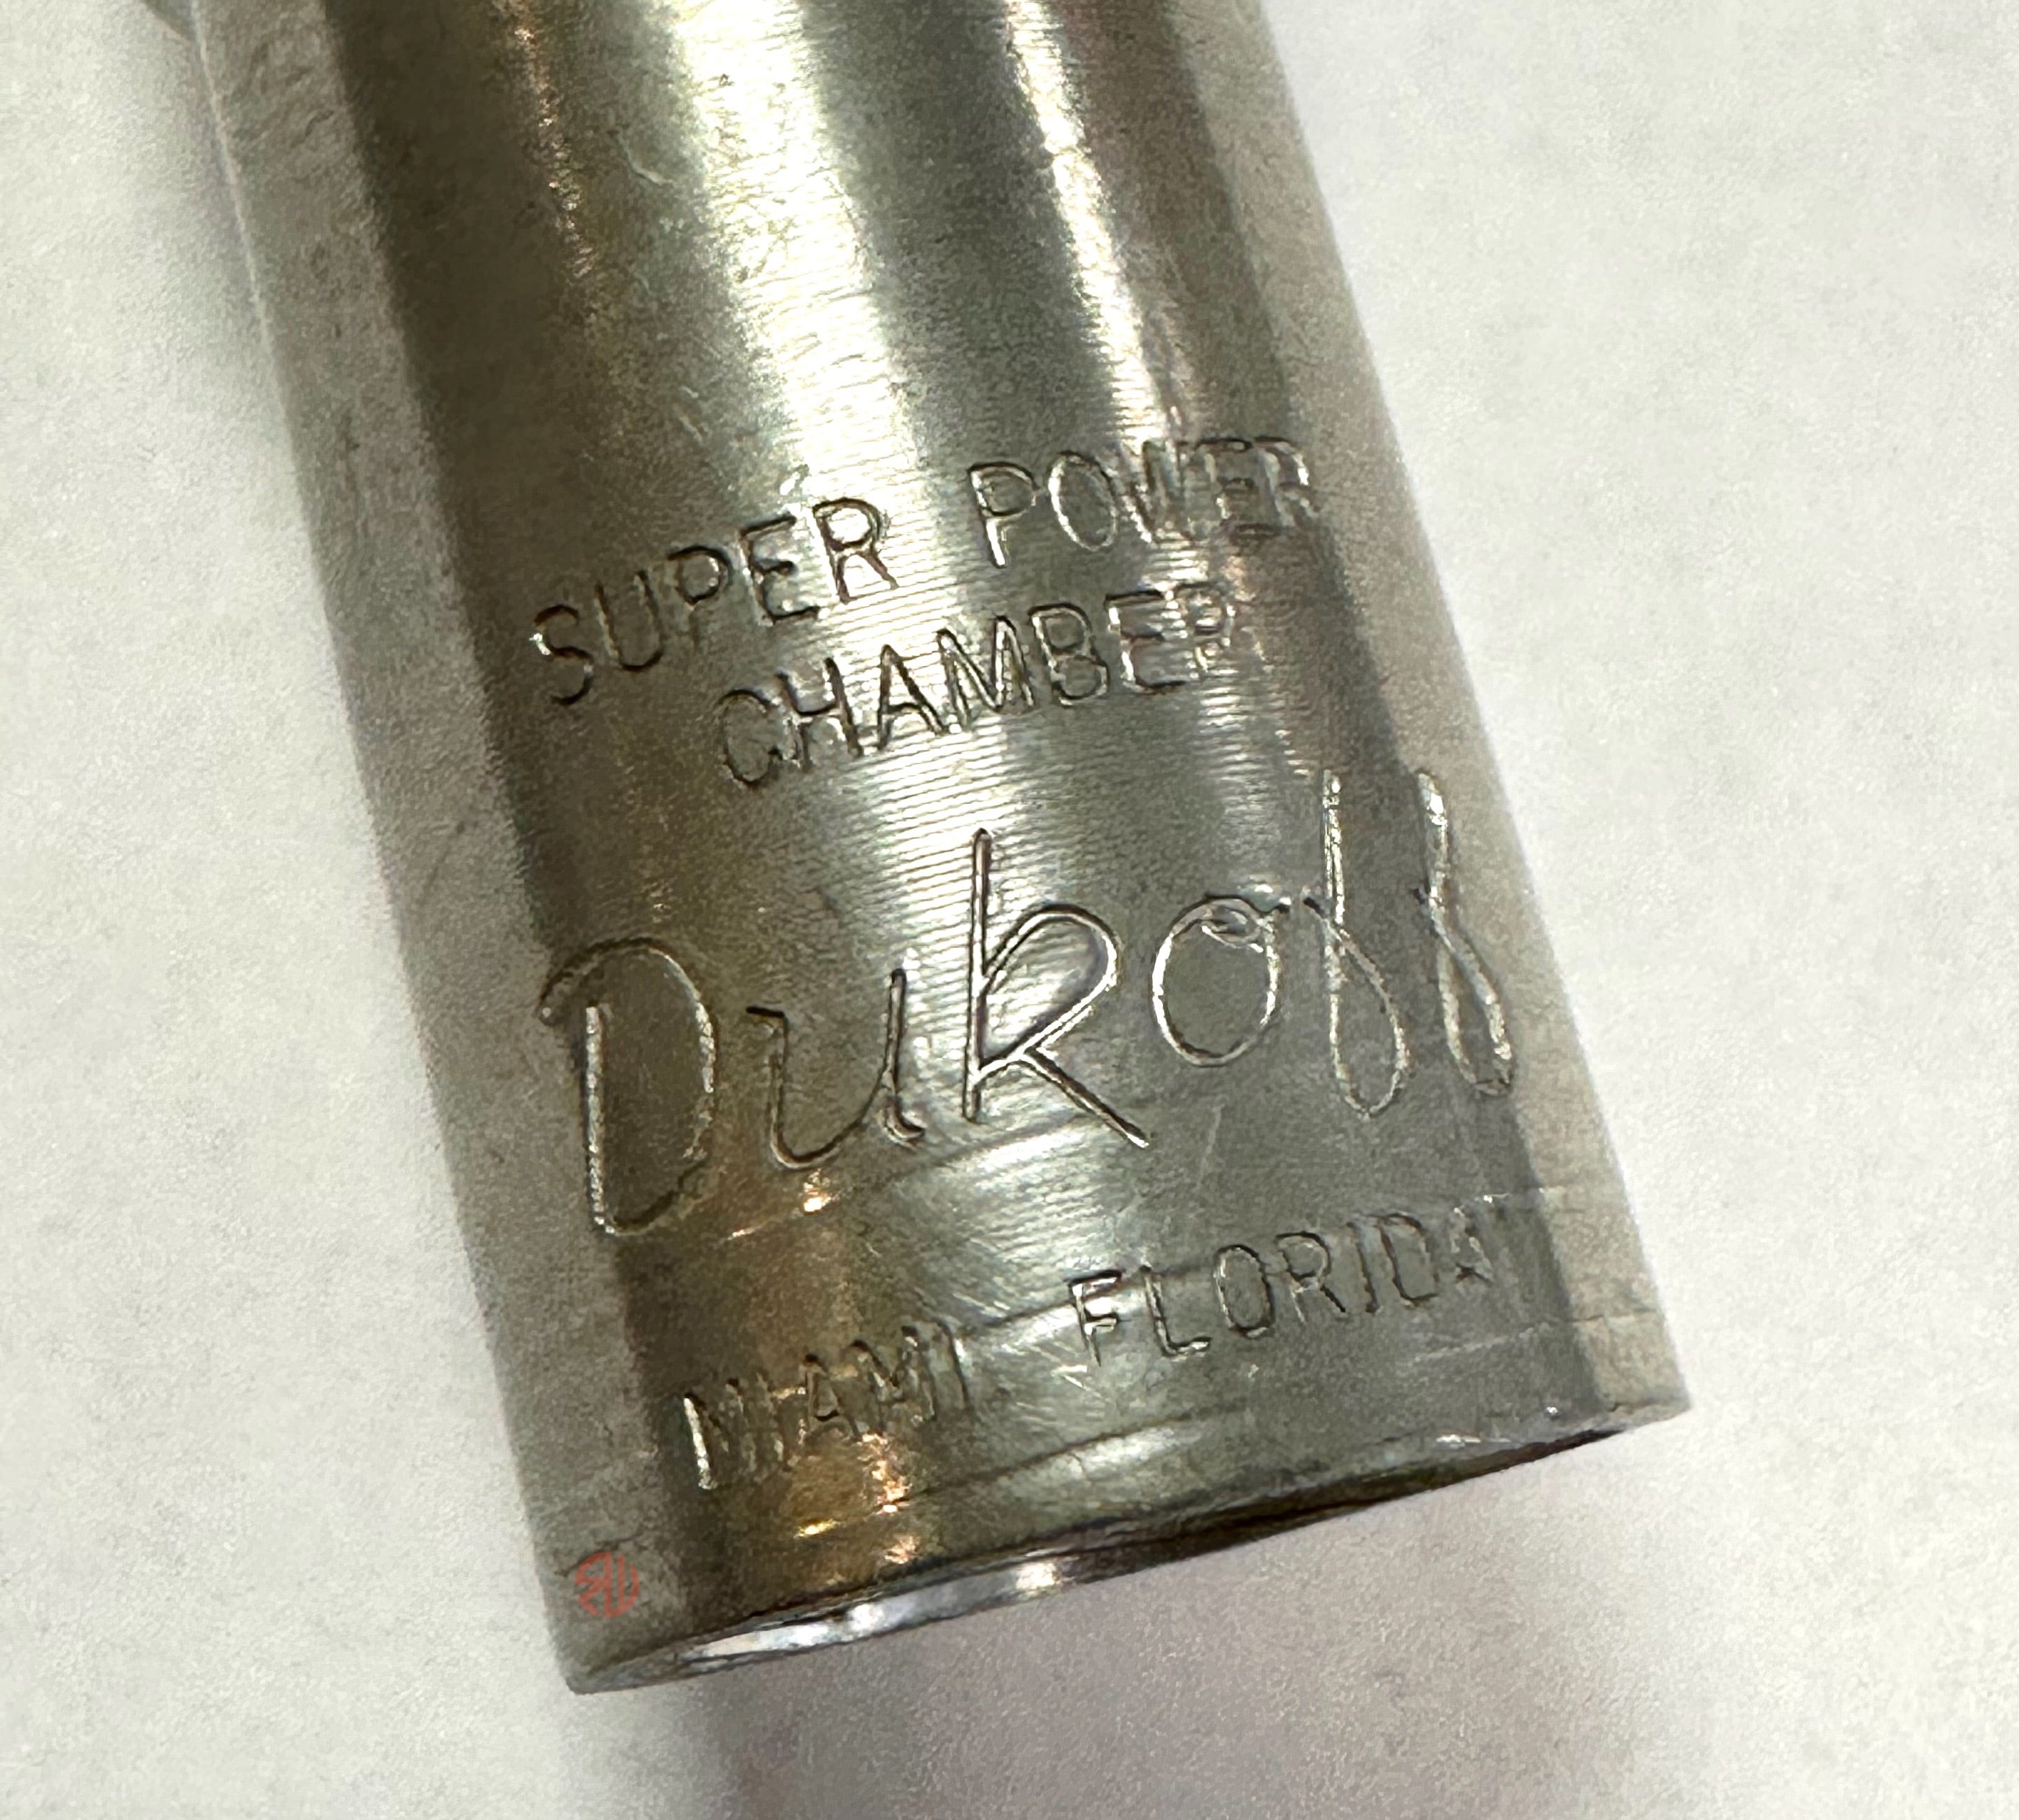 SUPER POWER
CHAMBER
Dukoff
MIAMI FLORIDA